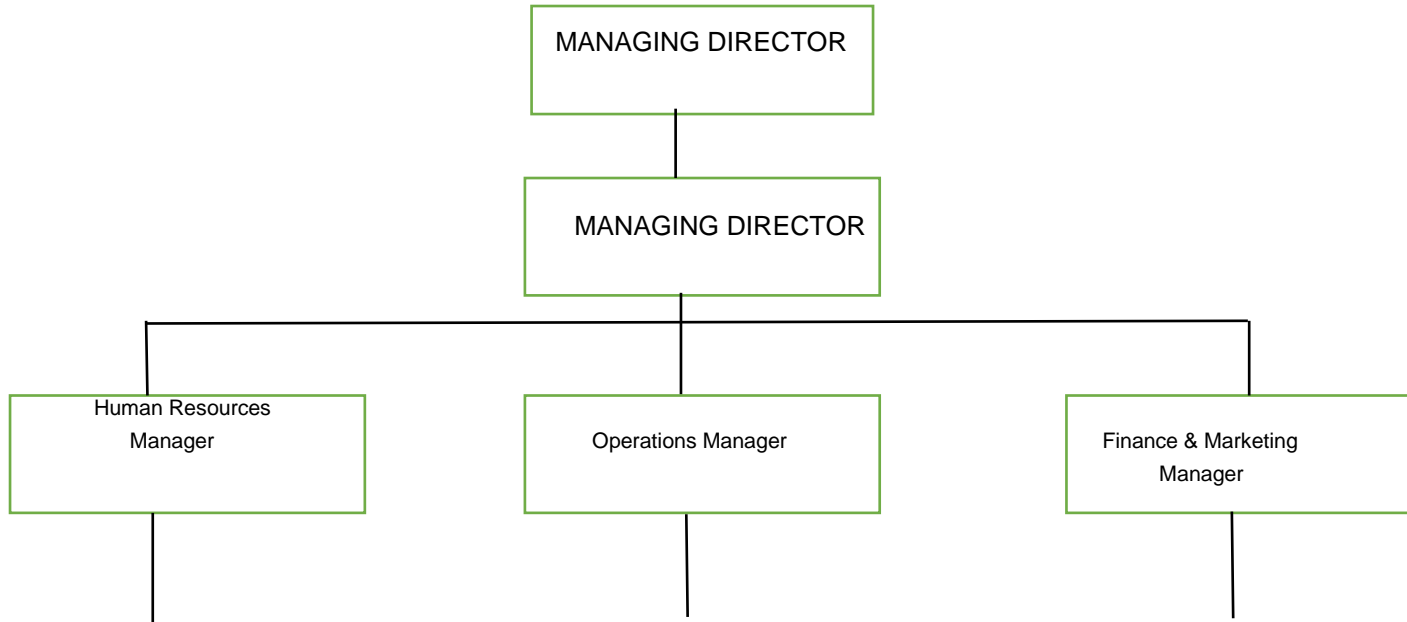 MANAGING DIRECTOR
MANAGING DIRECTOR
Human Resources
Manager
Operations Manager
Finance & Marketing
Manager